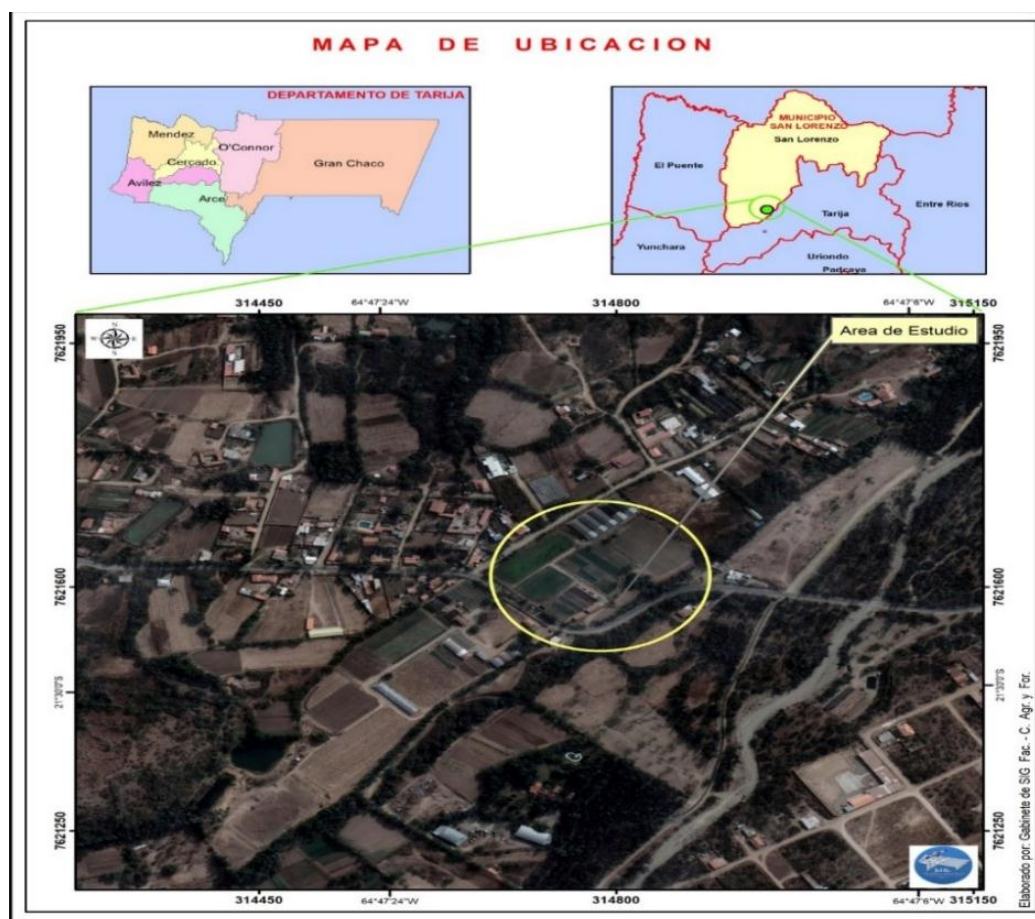 MAPA DE UBICACION
DEPARTAMENTO DE TARIJA
Mendez
O'Connor
Cercado
Gran Chaco
Avilez
Arce
MUNICIPIO
SAN LORENZO
San Lorenzo
El Puente
Entre Rios
Tarija
Yunchara
Uriondo
Padcaya
314450
64°47'24"W
314800
64°47'6"W
315150
7621950
7621950
N
W
E
S
Area de Estudio
7621600
7621600
21°30'0"S
21°30'0"S
7621250
7621250
314450
64°47'24"W
314800
64°47'6"W
315150
Elaborado por: Gabinete de SIG Fac. - C. Agr. y For.